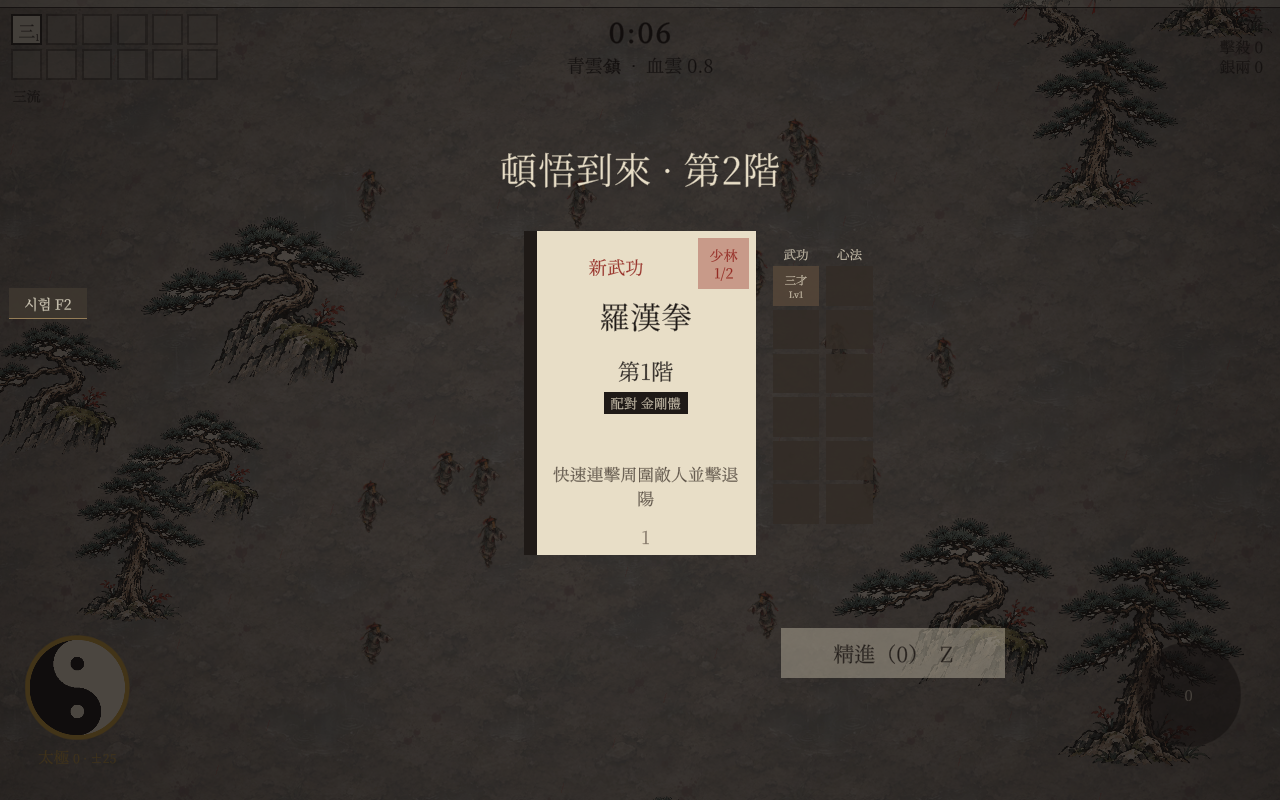 三
0:06
青雲鎮 · 血雲 0.8
擊殺 0
銀兩 0
三流
頓悟到來 · 第2階
新武功
少林
1/2
羅漢拳
第1階
配對 金剛體
快速連擊周圍敵人並擊退
陽
1
武功 心法
三才
Lv1
시험 F2
精進（0） Z
0
太極 0